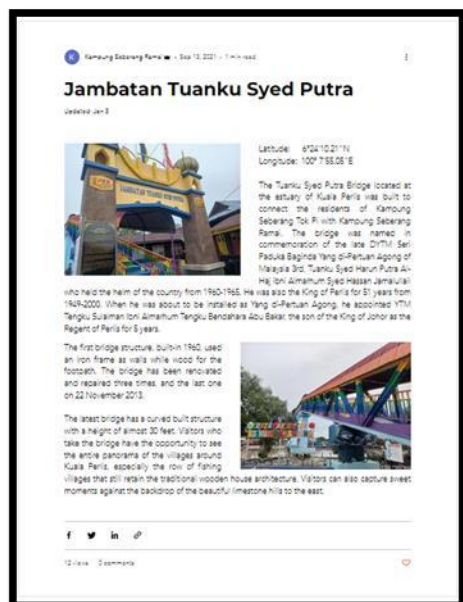 K
Kampung Seberang Ramai
Sep 13, 2021 · 1 min read
Jambatan Tuanku Syed Putra
Updated: Jan 3
JAMBATAN TUANKU SYED PUTRA
Latitude: 6°24'10.21"N
Longitude: 100° 7'55.05"E
The Tuanku Syed Putra Bridge located at
the estuary of Kuala Perlis was built to
connect the residents of Kampung
Seberang Tok Pi with Kampung Seberang
Ramai. The bridge was named in
commemoration of the late DYTM Seri
Paduka Baginda Yang di-Pertuan Agong of
Malaysia 3rd, Tuanku Syed Harun Putra Al-
Haj Ibni Almarhum Syed Hassan Jamalullail
who held the helm of the country from 1960-1965. He was also the King of Perlis for 51 years from
1949-2000. When he was about to be installed as Yang di-Pertuan Agong, he appointed YTM
Tengku Sulaiman Ibni Almarhum Tengku Bendahara Abu Bakar, the son of the King of Johor as the
Regent of Perlis for 5 years.
The first bridge structure, built-in 1960, used
an iron frame as walls while wood for the
footpath. The bridge has been renovated
and repaired three times, and the last one
on 22 November 2013.
The latest bridge has a curved built structure
with a height of almost 30 feet. Visitors who
take the bridge have the opportunity to see
the entire panorama of the villages around
Kuala Perlis, especially the row of fishing
villages that still retain the traditional wooden house architecture. Visitors can also capture sweet
moments against the backdrop of the beautiful limestone hills to the east.
12 views 0 comments